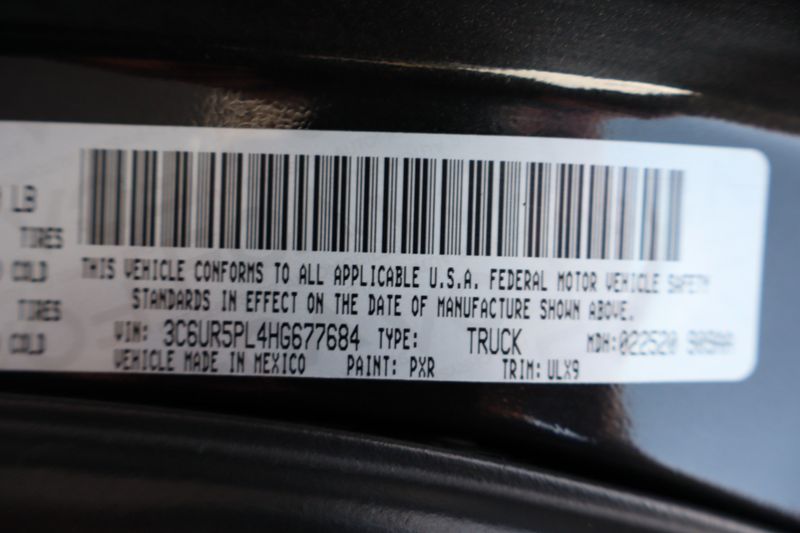 LB
TIRES
COLD
TIRES
COLD
THIS VEHICLE CONFORMS TO ALL APPLICABLE U.S.A. FEDERAL MOTOR VEHICLE SAFETY
STANDARDS IN EFFECT ON THE DATE OF MANUFACTURE SHOWN ABOVE.
VIN: 3C6UR5PL4HG677684 TYPE: TRUCK MDH: 022520
VEHICLE MADE IN MEXICO PAINT: PXR TRIM: ULX9